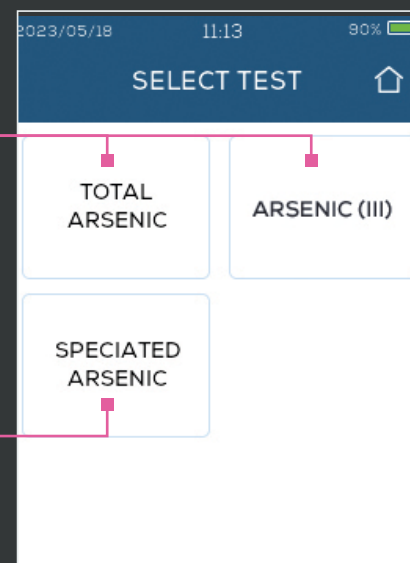 2023/05/18 11:13 90%
SELECT TEST
TOTAL
ARSENIC
ARSENIC (III)
SPECIATED
ARSENIC